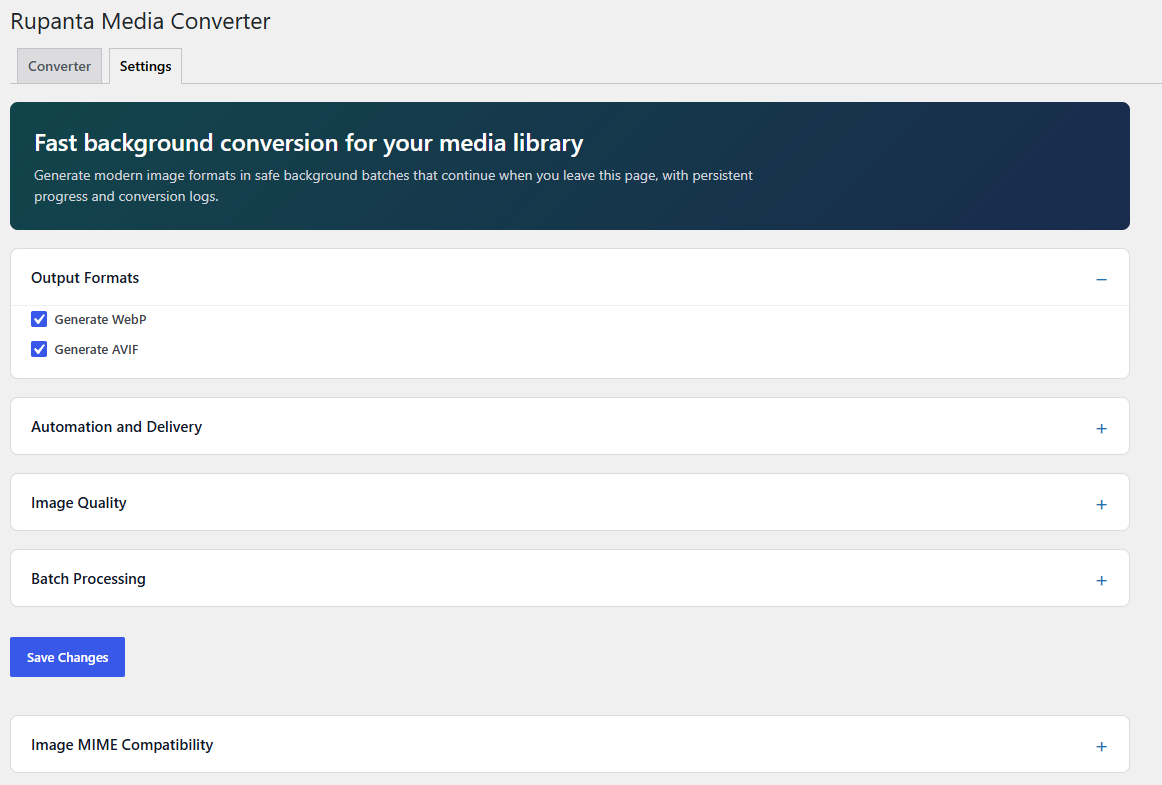 Rupanta Media Converter
Converter
Settings
Fast background conversion for your media library
Generate modern image formats in safe background batches that continue when you leave this page, with persistent
progress and conversion logs.
Output Formats
Generate WebP
Generate AVIF
Automation and Delivery
Image Quality
Batch Processing
Save Changes
Image MIME Compatibility